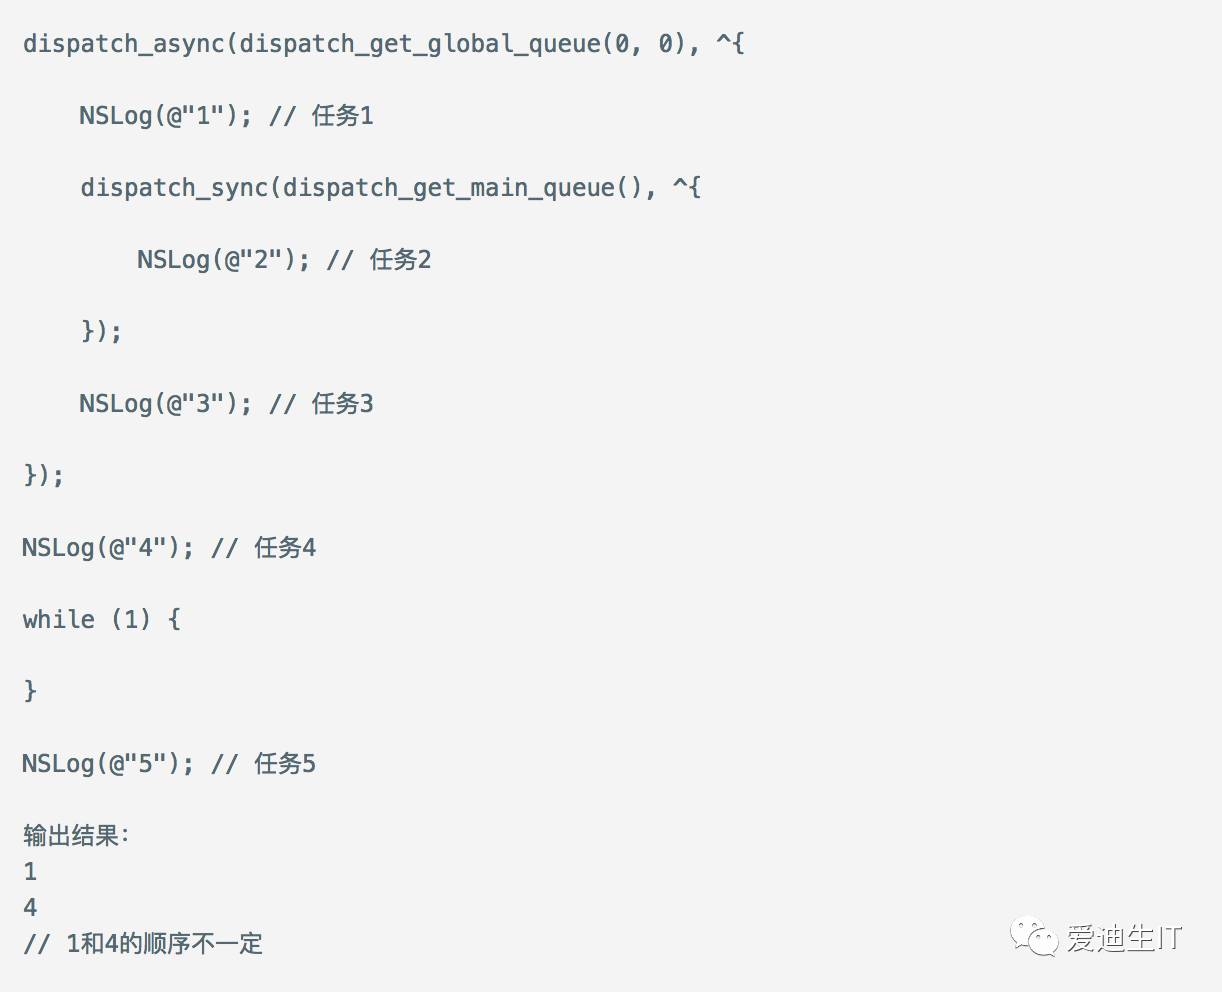 dispatch_async(dispatch_get_global_queue(0, 0), ^{
NSLog(@"1"); // 任务1
dispatch_sync(dispatch_get_main_queue(), ^{
NSLog(@"2"); // 任务2
});
NSLog(@"3"); // 任务3
});
NSLog(@"4"); // 任务4
while (1) {
}
NSLog(@"5"); // 任务5
输出结果：
1
4
// 1和4的顺序不一定
爱迪生IT